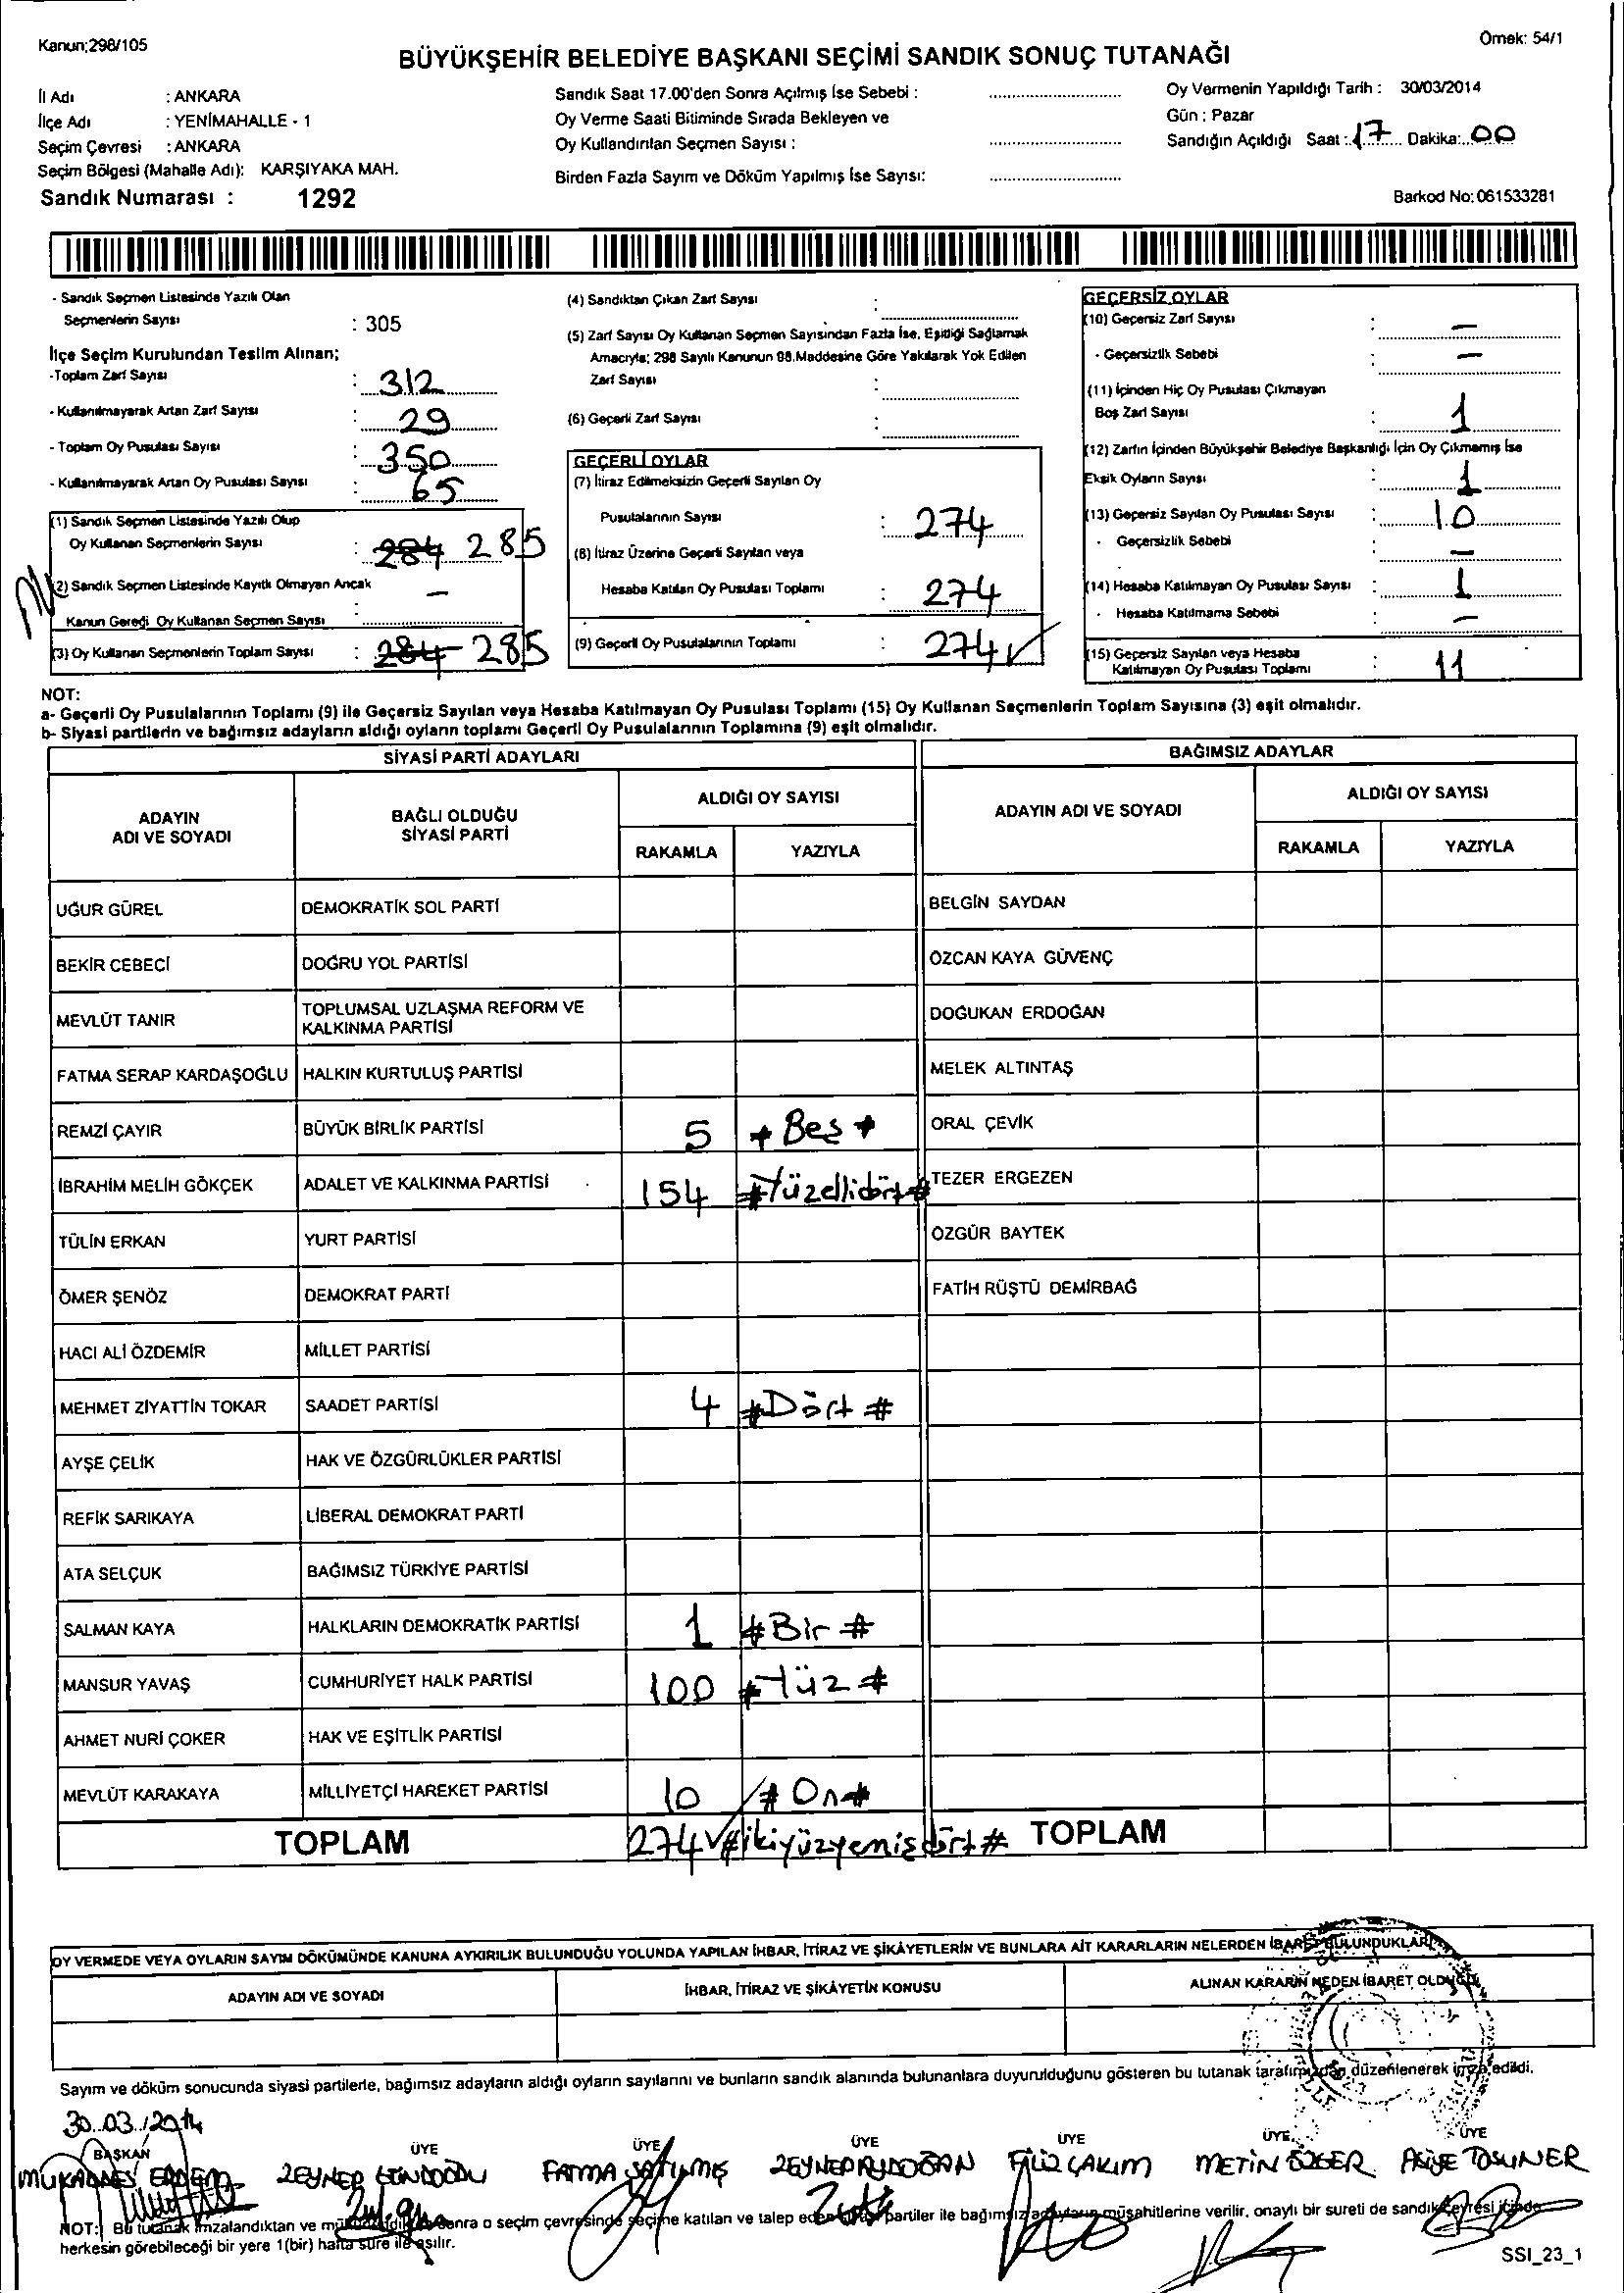 Kanun;298/105
Örnek: 54/1
BÜYÜKŞEHİR BELEDİYE BAŞKANI SEÇİMİ SANDIK SONUÇ TUTANAĞI
İl Adı : ANKARA
İlçe Adı : YENİMAHALLE - 1
Seçim Çevresi : ANKARA
Seçim Bölgesi (Mahalle Adı): KARŞIYAKA MAH.
Sandık Numarası : 1292
Sandık Saat 17.00'den Sonra Açılmış İse Sebebi :
Oy Verme Saati Bitiminde Sırada Bekleyen ve
Oy Kullandırılan Seçmen Sayısı :
Birden Fazla Sayım ve Döküm Yapılmış İse Sayısı:
Oy Vermenin Yapıldığı Tarih : 30/03/2014
Gün : Pazar
Sandığın Açıldığı Saat : 17 Dakika: 00
Barkod No: 061533281
- Sandık Seçmen Listesinde Yazılı Olan
Seçmenlerin Sayısı : 305
İlçe Seçim Kurulundan Teslim Alınan;
-Toplam Zarf Sayısı : 312
- Kullanılmayarak Artan Zarf Sayısı : 29
- Toplam Oy Pusulası Sayısı : 350
- Kullanılmayarak Artan Oy Pusulası Sayısı : 65
(1) Sandık Seçmen Listesinde Yazılı Olup
Oy Kullanan Seçmenlerin Sayısı : 284 285
(2) Sandık Seçmen Listesinde Kayıtlı Olmayan Ancak
Kanun Gereği Oy Kullanan Seçmen Sayısı : -
(3) Oy Kullanan Seçmenlerin Toplam Sayısı : 284 285
(4) Sandıktan Çıkan Zarf Sayısı :
(5) Zarf Sayısı Oy Kullanan Seçmen Sayısından Fazla İse, Eşitliği Sağlamak
Amacıyla; 298 Sayılı Kanunun 98.Maddesine Göre Yakılarak Yok Edilen
Zarf Sayısı :
(6) Geçerli Zarf Sayısı :
GEÇERLİ OYLAR
(7) İtiraz Edilmeksizin Geçerli Sayılan Oy
Pusulalarının Sayısı : 274
(8) İtiraz Üzerine Geçerli Sayılan veya
Hesaba Katılan Oy Pusulası Toplamı : 274
(9) Geçerli Oy Pusulalarının Toplamı : 274 ✓
GEÇERSİZ OYLAR
(10) Geçersiz Zarf Sayısı : -
- Geçersizlik Sebebi : -
(11) İçinden Hiç Oy Pusulası Çıkmayan
Boş Zarf Sayısı : 1
(12) Zarfın İçinden Büyükşehir Belediye Başkanlığı İçin Oy Çıkmamış İse
Eksik Oyların Sayısı : 1
(13) Geçersiz Sayılan Oy Pusulası Sayısı : 10
- Geçersizlik Sebebi : -
(14) Hesaba Katılmayan Oy Pusulası Sayısı : 1
- Hesaba Katılmama Sebebi : -
(15) Geçersiz Sayılan veya Hesaba
Katılmayan Oy Pusulası Toplamı : 11
NOT:
a- Geçerli Oy Pusulalarının Toplamı (9) ile Geçersiz Sayılan veya Hesaba Katılmayan Oy Pusulası Toplamı (15) Oy Kullanan Seçmenlerin Toplam Sayısına (3) eşit olmalıdır.
b- Siyasi partilerin ve bağımsız adayların aldığı oyların toplamı Geçerli Oy Pusulalarının Toplamına (9) eşit olmalıdır.
SİYASİ PARTİ ADAYLARI
ADAYIN ADI VE SOYADI
BAĞLI OLDUĞU SİYASİ PARTİ
ALDIĞI OY SAYISI
RAKAMLA YAZIYLA
UĞUR GÜREL DEMOKRATİK SOL PARTİ
BEKİR CEBECİ DOĞRU YOL PARTİSİ
MEVLÜT TANIR TOPLUMSAL UZLAŞMA REFORM VE
KALKINMA PARTİSİ
FATMA SERAP KARDAŞOĞLU HALKIN KURTULUŞ PARTİSİ
REMZİ ÇAYIR BÜYÜK BİRLİK PARTİSİ 5 # Beş #
İBRAHİM MELİH GÖKÇEK ADALET VE KALKINMA PARTİSİ 154 #Yüzellidört#
TÜLİN ERKAN YURT PARTİSİ
ÖMER ŞENÖZ DEMOKRAT PARTİ
HACI ALİ ÖZDEMİR MİLLET PARTİSİ
MEHMET ZİYATTİN TOKAR SAADET PARTİSİ 4 #Dört #
AYŞE ÇELİK HAK VE ÖZGÜRLÜKLER PARTİSİ
REFİK SARIKAYA LİBERAL DEMOKRAT PARTİ
ATA SELÇUK BAĞIMSIZ TÜRKİYE PARTİSİ
SALMAN KAYA HALKLARIN DEMOKRATİK PARTİSİ 1 #Bir #
MANSUR YAVAŞ CUMHURİYET HALK PARTİSİ 100 #Yüz #
AHMET NURİ ÇOKER HAK VE EŞİTLİK PARTİSİ
MEVLÜT KARAKAYA MİLLİYETÇİ HAREKET PARTİSİ 10 # On #
TOPLAM 274 ✓ #ikiyüzyemişdört #
BAĞIMSIZ ADAYLAR
ADAYIN ADI VE SOYADI
ALDIĞI OY SAYISI
RAKAMLA YAZIYLA
BELGİN SAYDAN
ÖZCAN KAYA GÜVENÇ
DOĞUKAN ERDOĞAN
MELEK ALTINTAŞ
ORAL ÇEVİK
TEZER ERGEZEN
ÖZGÜR BAYTEK
FATİH RÜŞTÜ DEMİRBAĞ
TOPLAM
OY VERMEDE VEYA OYLARIN SAYIM DÖKÜMÜNDE KANUNA AYKIRILIK BULUNDUĞU YOLUNDA YAPILAN İHBAR, İTİRAZ VE ŞİKÂYETLERİN VE BUNLARA AİT KARARLARIN NELERDEN İBARET BULUNDUKLARI
ADAYIN ADI VE SOYADI
İHBAR, İTİRAZ VE ŞİKÂYETİN KONUSU
ALINAN KARARIN NEDEN İBARET OLDUĞU
Sayım ve döküm sonucunda siyasi partilerle, bağımsız adayların aldığı oyların sayılarını ve bunların sandık alanında bulunanlara duyurulduğunu gösteren bu tutanak tarafımızdan düzenlenerek imza edildi.
30.03.2014
BAŞKAN ÜYE ÜYE ÜYE ÜYE ÜYE ÜYE
MUKADDES ERDEM ZEYNEP GÜNDOĞDU FATMA SATILMIŞ ZEYNEP AYDOĞAN FİLİZ ÇAKIM METİN ÖZGER ASİYE TOSUNER
NOT: Bu tutanak imzalandıktan ve mühürlendikten sonra o seçim çevresinde seçime katılan ve talep eden siyasi partiler ile bağımsız adayların müşahitlerine verilir, onaylı bir sureti de sandık çevresi içinde
herkesin görebileceği bir yere 1(bir) hafta süre ile asılır.
SSI_23_1